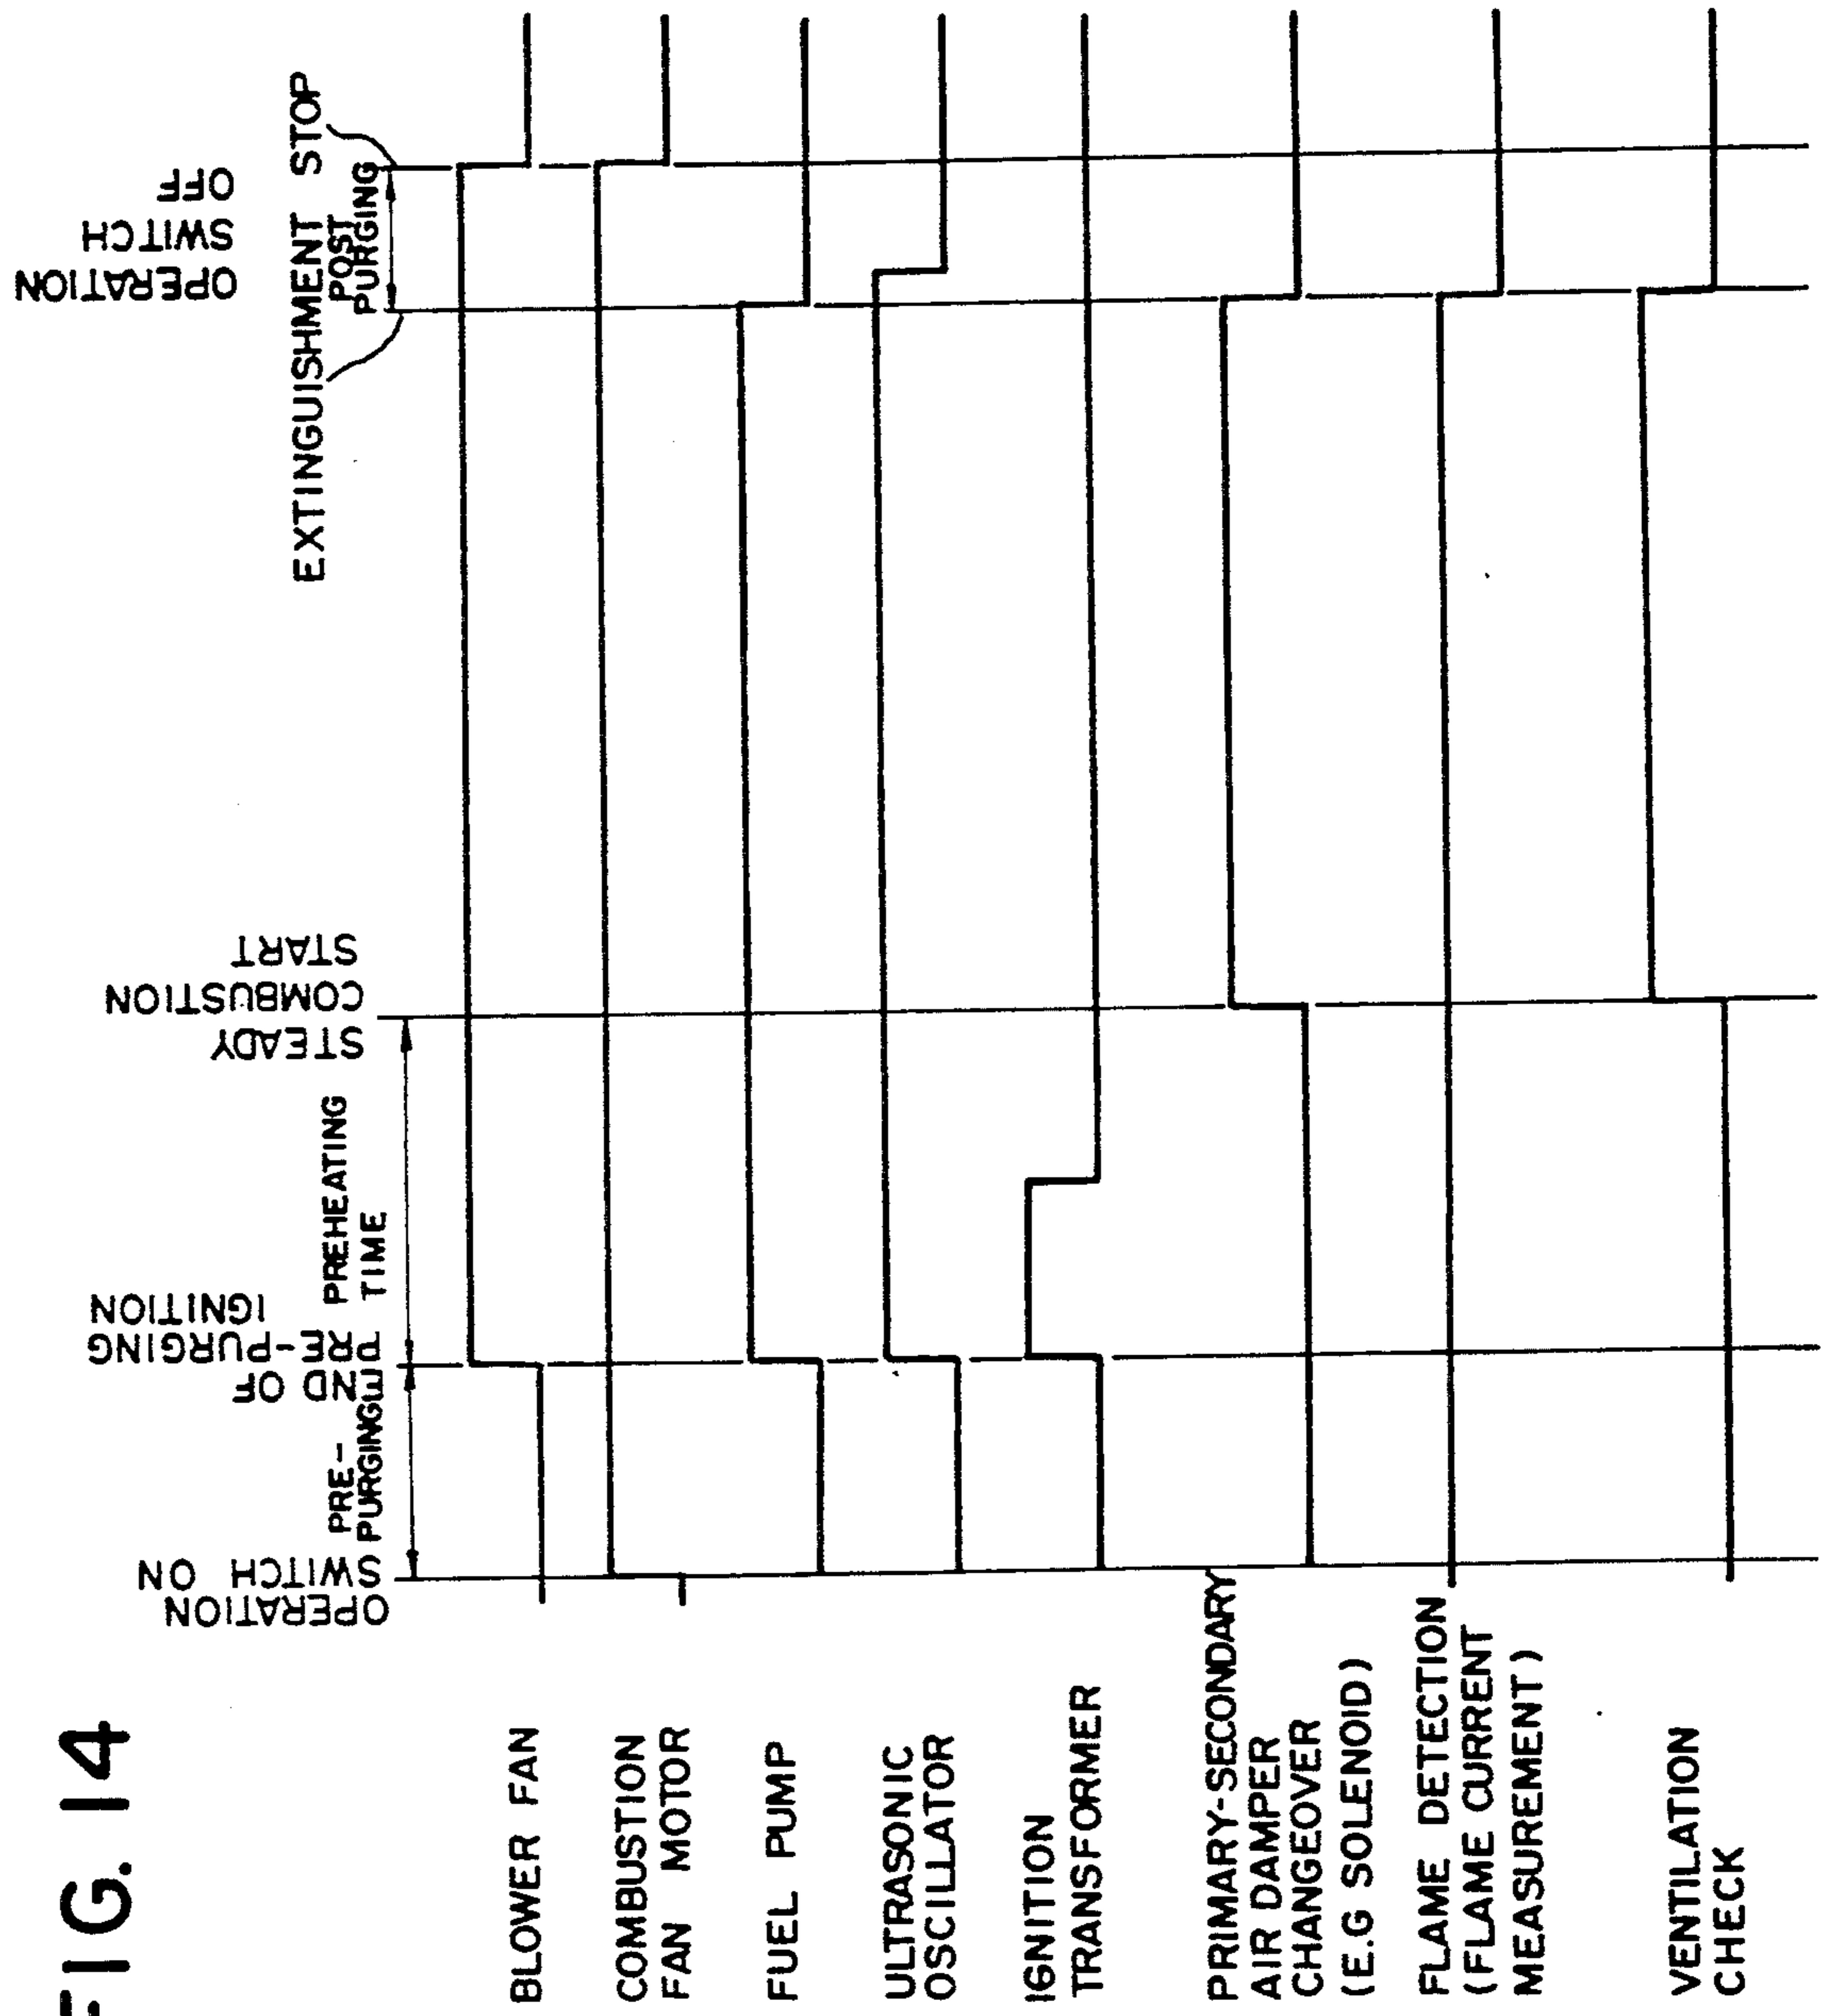 FIG. 14
OPERATION
SWITCH ON
PRE-
PURGING
END OF
PRE-PURGING
IGNITION
PREHEATING
TIME
STEADY
COMBUSTION
START
EXTINGUISHMENT
POST
PURGING
STOP
OPERATION
SWITCH
OFF
BLOWER FAN
COMBUSTION
FAN MOTOR
FUEL PUMP
ULTRASONIC
OSCILLATOR
IGNITION
TRANSFORMER
PRIMARY-SECONDARY
AIR DAMPER
CHANGEOVER
(E.G SOLENOID)
FLAME DETECTION
(FLAME CURRENT
MEASUREMENT)
VENTILATION
CHECK